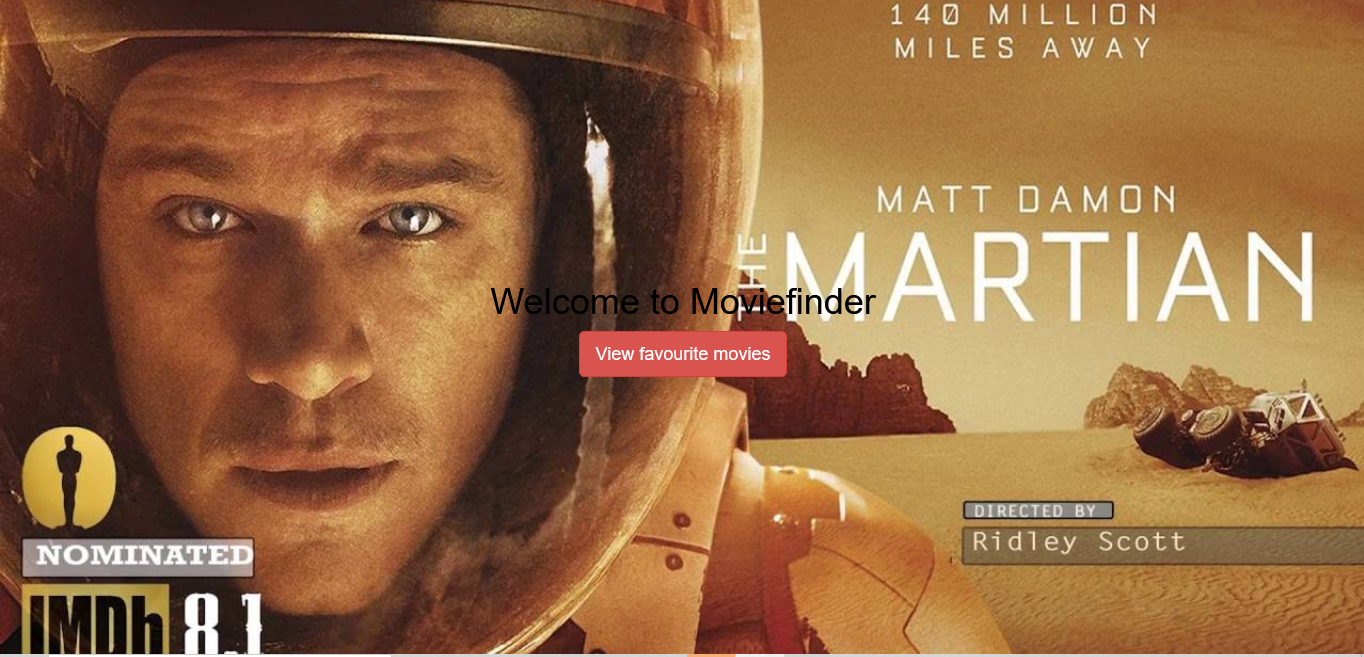 140 MILLION
MILES AWAY
MATT DAMON
THE MARTIAN
Welcome to Moviefinder
View favourite movies
DIRECTED BY
Ridley Scott
NOMINATED
IMDb 8.1